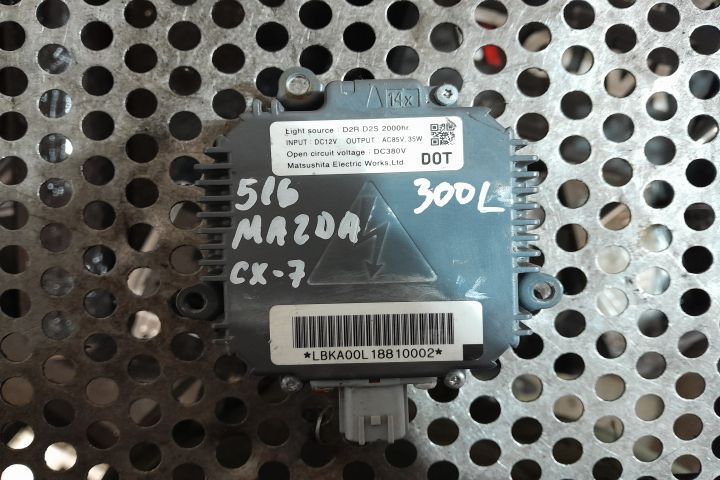 14x1
Light source : D2R.D2S 2000hr.
INPUT : DC12V OUTPUT : AC85V, 35W
Open circuit voltage : DC380V
Matsushita Electric Works,Ltd DOT
516 300L
MAZDA
CX-7
*LBKA00L18810002*